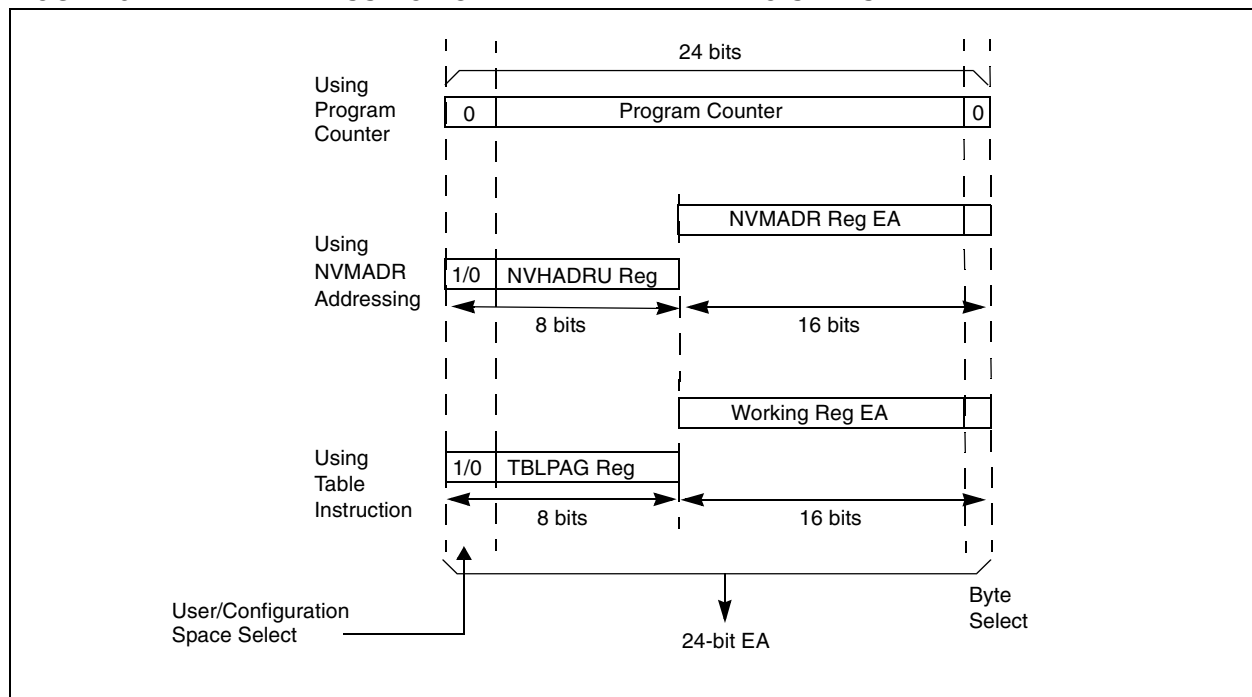 24 bits
Using
Program
Counter
0
Program Counter
0
NVMADR Reg EA
Using
NVMADR
Addressing
1/0
NVHADRU Reg
8 bits
16 bits
Working Reg EA
Using
Table
Instruction
1/0
TBLPAG Reg
8 bits
16 bits
User/Configuration
Space Select
24-bit EA
Byte
Select